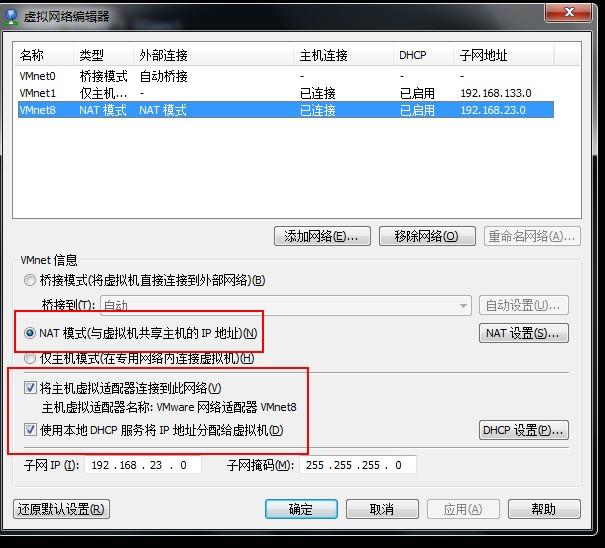 虚拟网络编辑器
名称 类型 外部连接 主机连接 DHCP 子网地址
VMnet0 桥接模式 自动桥接 - - -
VMnet1 仅主机... - 已连接 已启用 192.168.133.0
VMnet8 NAT 模式 NAT 模式 已连接 已启用 192.168.23.0
添加网络(E)... 移除网络(O) 重命名网络(A)...
VMnet 信息
桥接模式(将虚拟机直接连接到外部网络)(B)
桥接到(T): 自动 自动设置(U)...
NAT 模式(与虚拟机共享主机的 IP 地址)(N) NAT 设置(S)...
仅主机模式(在专用网络内连接虚拟机)(H)
将主机虚拟适配器连接到此网络(V)
主机虚拟适配器名称: VMware 网络适配器 VMnet8
使用本地 DHCP 服务将 IP 地址分配给虚拟机(D) DHCP 设置(P)...
子网 IP (I): 192 .168 . 23 . 0 子网掩码(M): 255 .255 .255 . 0
还原默认设置(R) 确定 取消 应用(A) 帮助